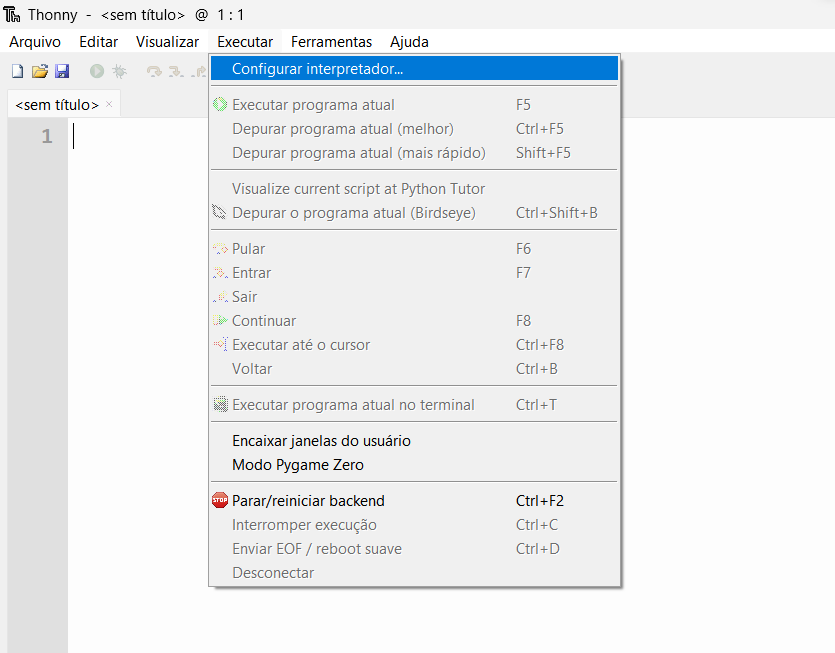 Thonny - <sem título> @ 1 : 1
Arquivo Editar Visualizar Executar Ferramentas Ajuda
<sem título> ×
1
Configurar interpretador...
Executar programa atual F5
Depurar programa atual (melhor) Ctrl+F5
Depurar programa atual (mais rápido) Shift+F5
Visualize current script at Python Tutor
Depurar o programa atual (Birdseye) Ctrl+Shift+B
Pular F6
Entrar F7
Sair
Continuar F8
Executar até o cursor Ctrl+F8
Voltar Ctrl+B
Executar programa atual no terminal Ctrl+T
Encaixar janelas do usuário
Modo Pygame Zero
STOP Parar/reiniciar backend Ctrl+F2
Interromper execução Ctrl+C
Enviar EOF / reboot suave Ctrl+D
Desconectar